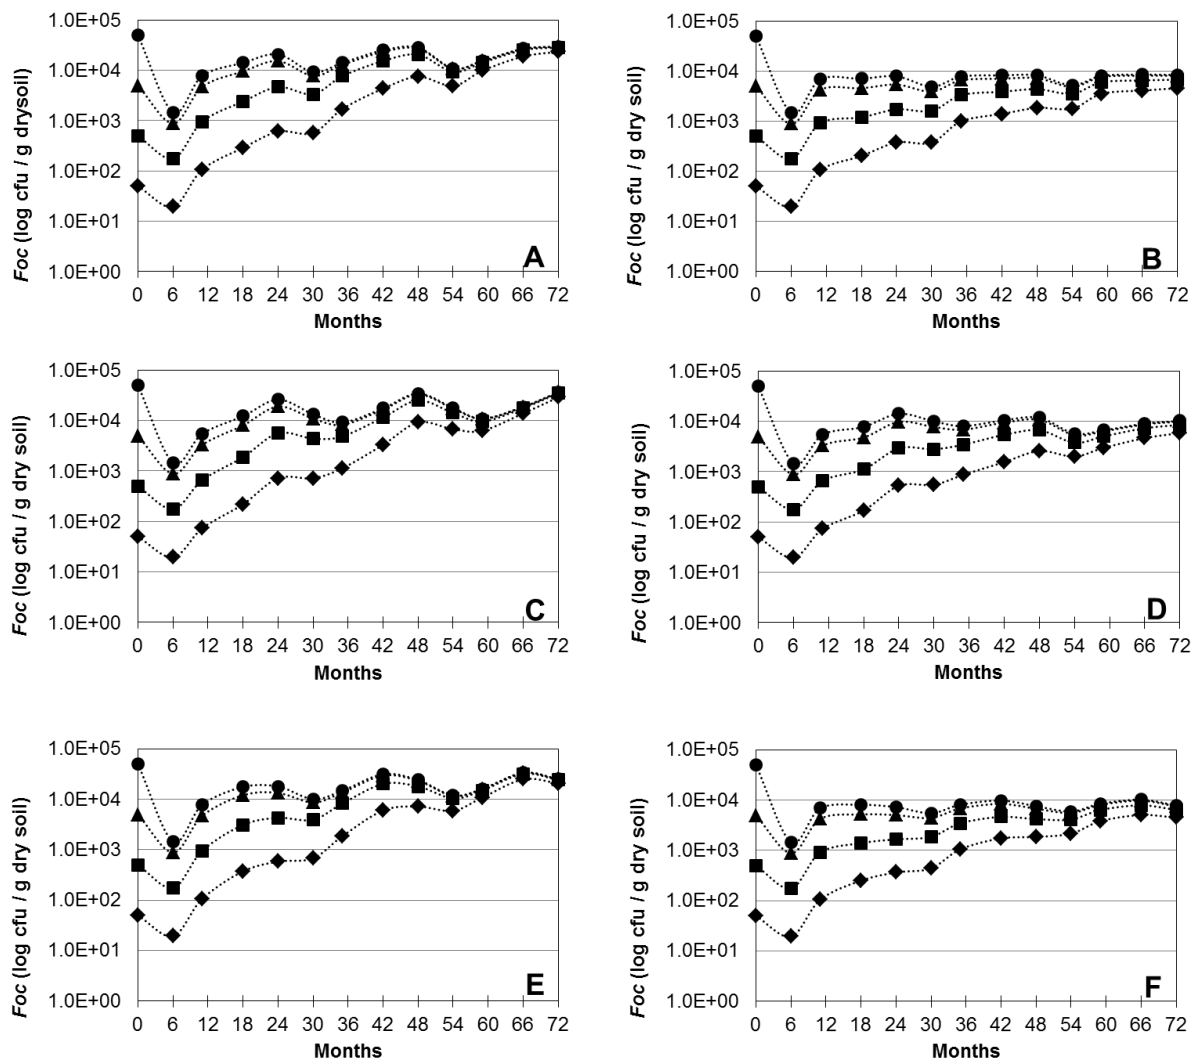 Foc (log cfu / g drysoil)
1.0E+05
1.0E+04
1.0E+03
1.0E+02
1.0E+01
1.0E+00
A
0 6 12 18 24 30 36 42 48 54 60 66 72
Months
Foc (log cfu / g dry soil)
1.0E+05
1.0E+04
1.0E+03
1.0E+02
1.0E+01
1.0E+00
B
0 6 12 18 24 30 36 42 48 54 60 66 72
Months
Foc (log cfu / g dry soil)
1.0E+05
1.0E+04
1.0E+03
1.0E+02
1.0E+01
1.0E+00
C
0 6 12 18 24 30 36 42 48 54 60 66 72
Months
Foc (log cfu / g dry soil)
1.0E+05
1.0E+04
1.0E+03
1.0E+02
1.0E+01
1.0E+00
D
0 6 12 18 24 30 36 42 48 54 60 66 72
Months
Foc (log cfu / g dry soil)
1.0E+05
1.0E+04
1.0E+03
1.0E+02
1.0E+01
1.0E+00
E
0 6 12 18 24 30 36 42 48 54 60 66 72
Months
Foc (log cfu / g dry soil)
1.0E+05
1.0E+04
1.0E+03
1.0E+02
1.0E+01
1.0E+00
F
0 6 12 18 24 30 36 42 48 54 60 66 72
Months